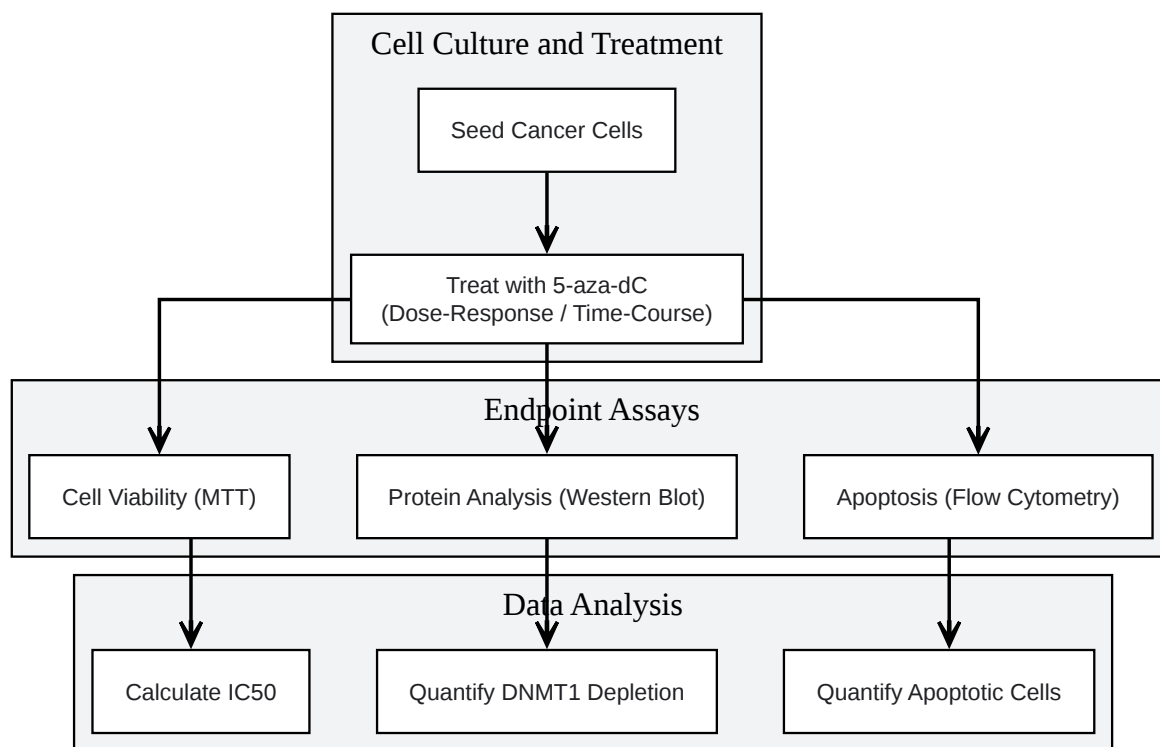 Cell Culture and Treatment
Seed Cancer Cells
Treat with 5-aza-dC
(Dose-Response / Time-Course)
Endpoint Assays
Cell Viability (MTT)
Protein Analysis (Western Blot)
Apoptosis (Flow Cytometry)
Data Analysis
Calculate IC50
Quantify DNMT1 Depletion
Quantify Apoptotic Cells